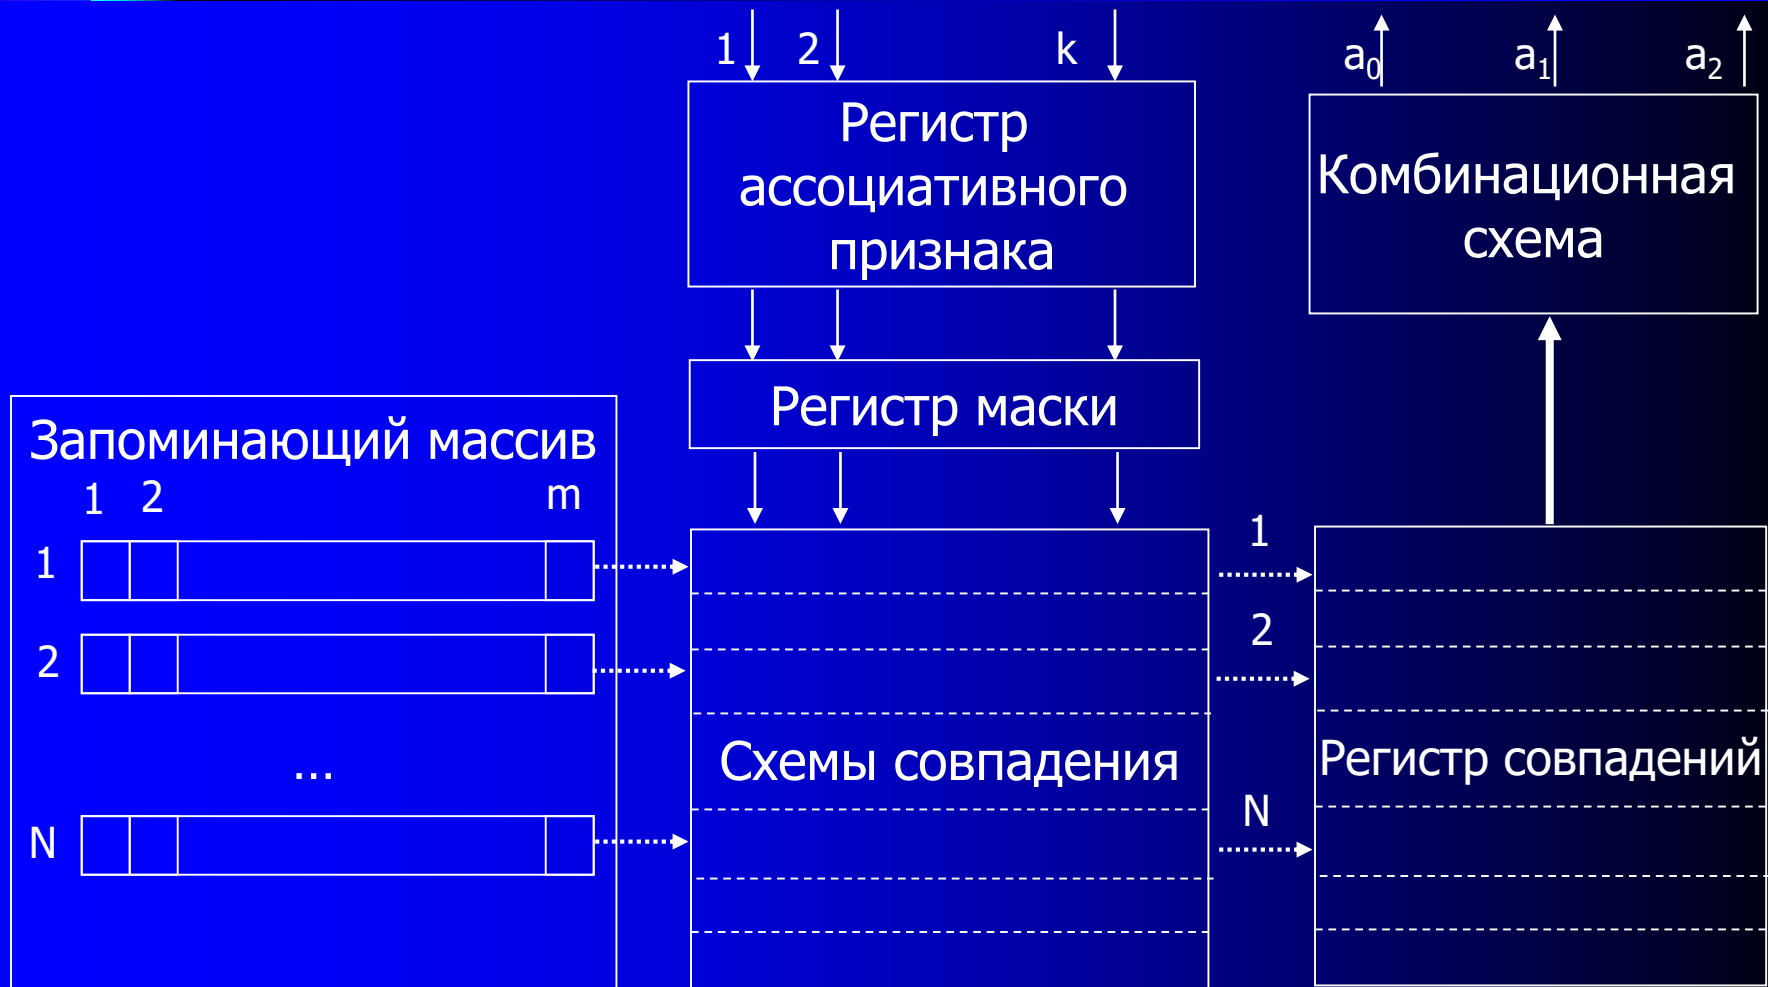 1 2 k
a0 a1 a2
Регистр
ассоциативного
признака
Комбинационная
схема
Регистр маски
Запоминающий массив
1 2 m
1
2
...
N
Схемы совпадения
1
2
N
Регистр совпадений